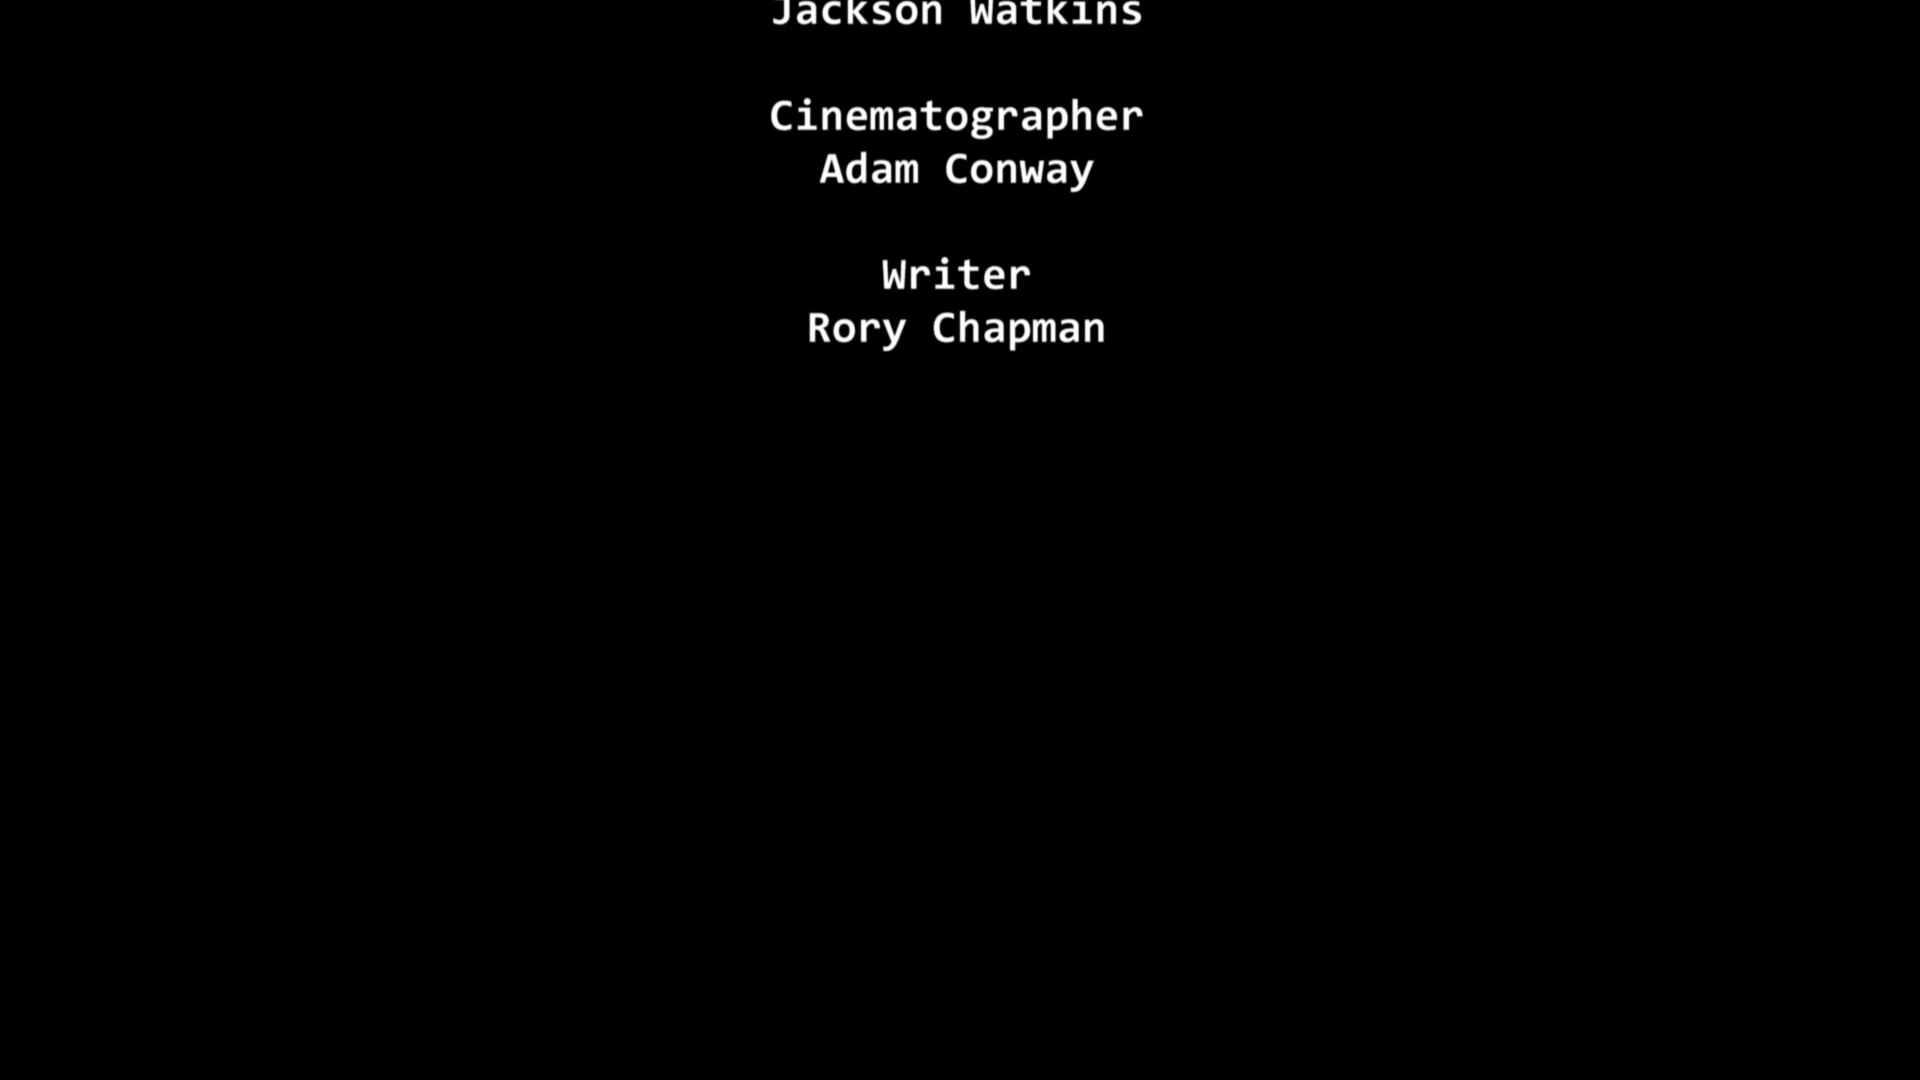 Jackson Watkins
Cinematographer
Adam Conway
Writer
Rory Chapman